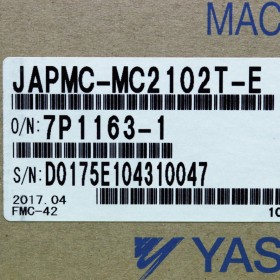 MAC
JAPMC-MC2102T-E
O/N:7P1163-1
S/N:D0175E104310047
2017.04
FMC-42
10
YAS